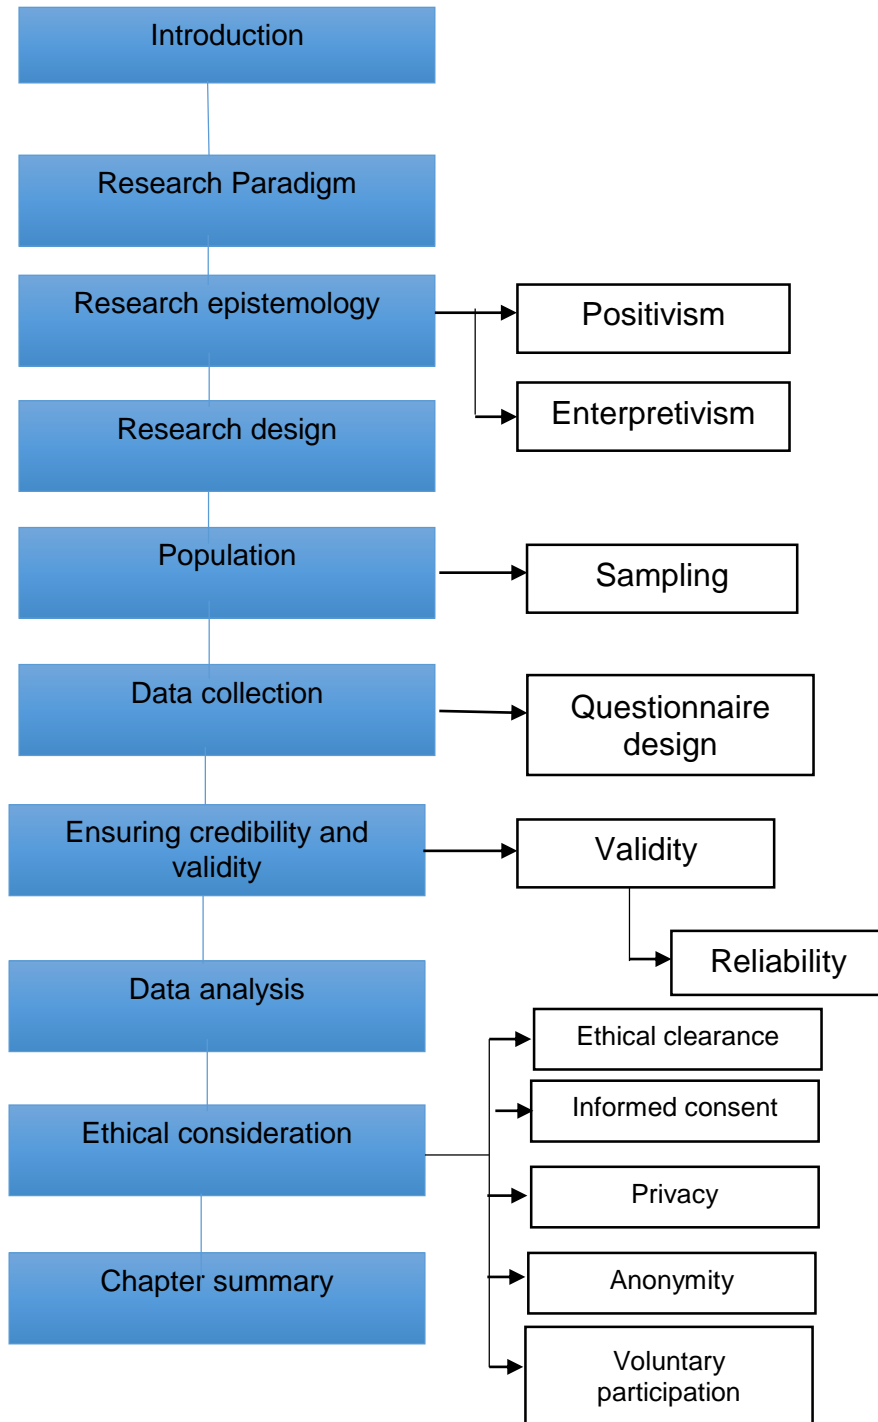 Introduction
Research Paradigm
Research epistemology
Positivism
Enterpretivism
Research design
Population
Sampling
Data collection
Questionnaire
design
Ensuring credibility and
validity
Validity
Reliability
Data analysis
Ethical consideration
Ethical clearance
Informed consent
Privacy
Anonymity
Voluntary
participation
Chapter summary